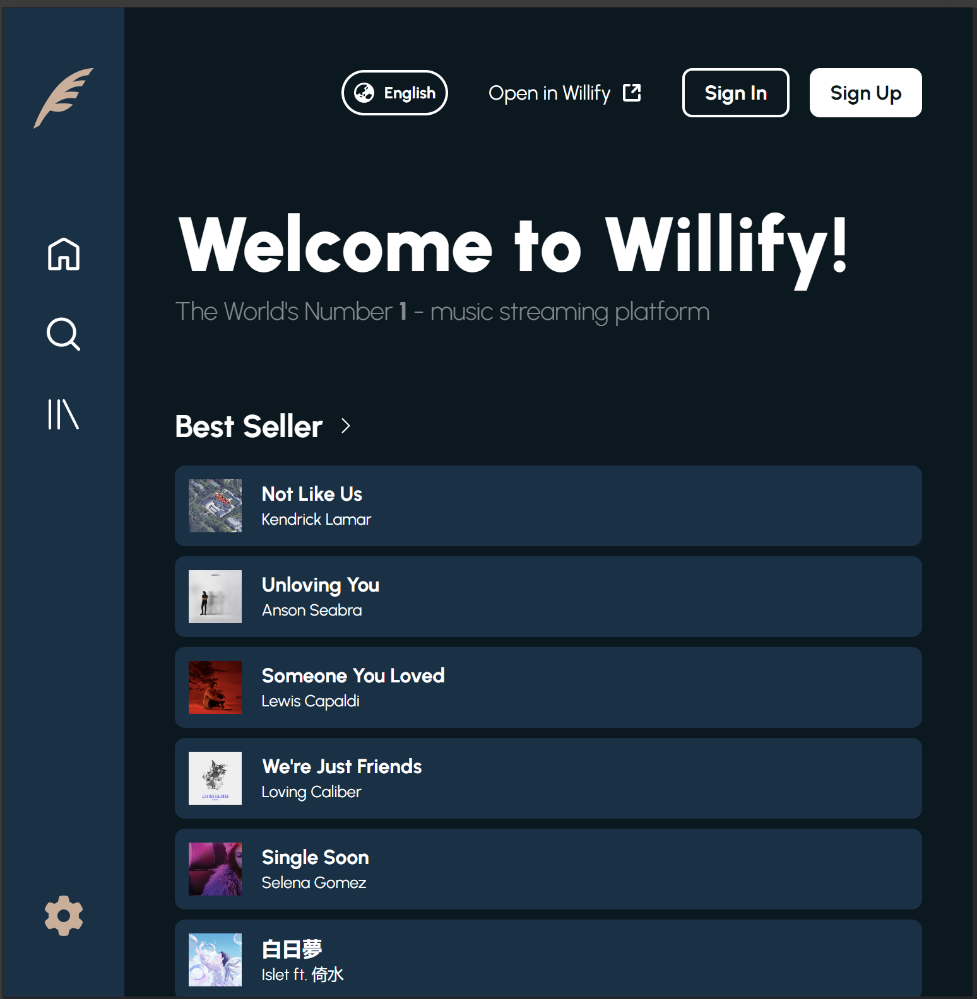 English
Open in Willify
Sign In
Sign Up
Welcome to Willify!
The World's Number 1 - music streaming platform
Best Seller
Not Like Us
Kendrick Lamar
Unloving You
Anson Seabra
Someone You Loved
Lewis Capaldi
We're Just Friends
LOVING CALIBER
Loving Caliber
Single Soon
Selena Gomez
白日夢
Islet ft. 倚水